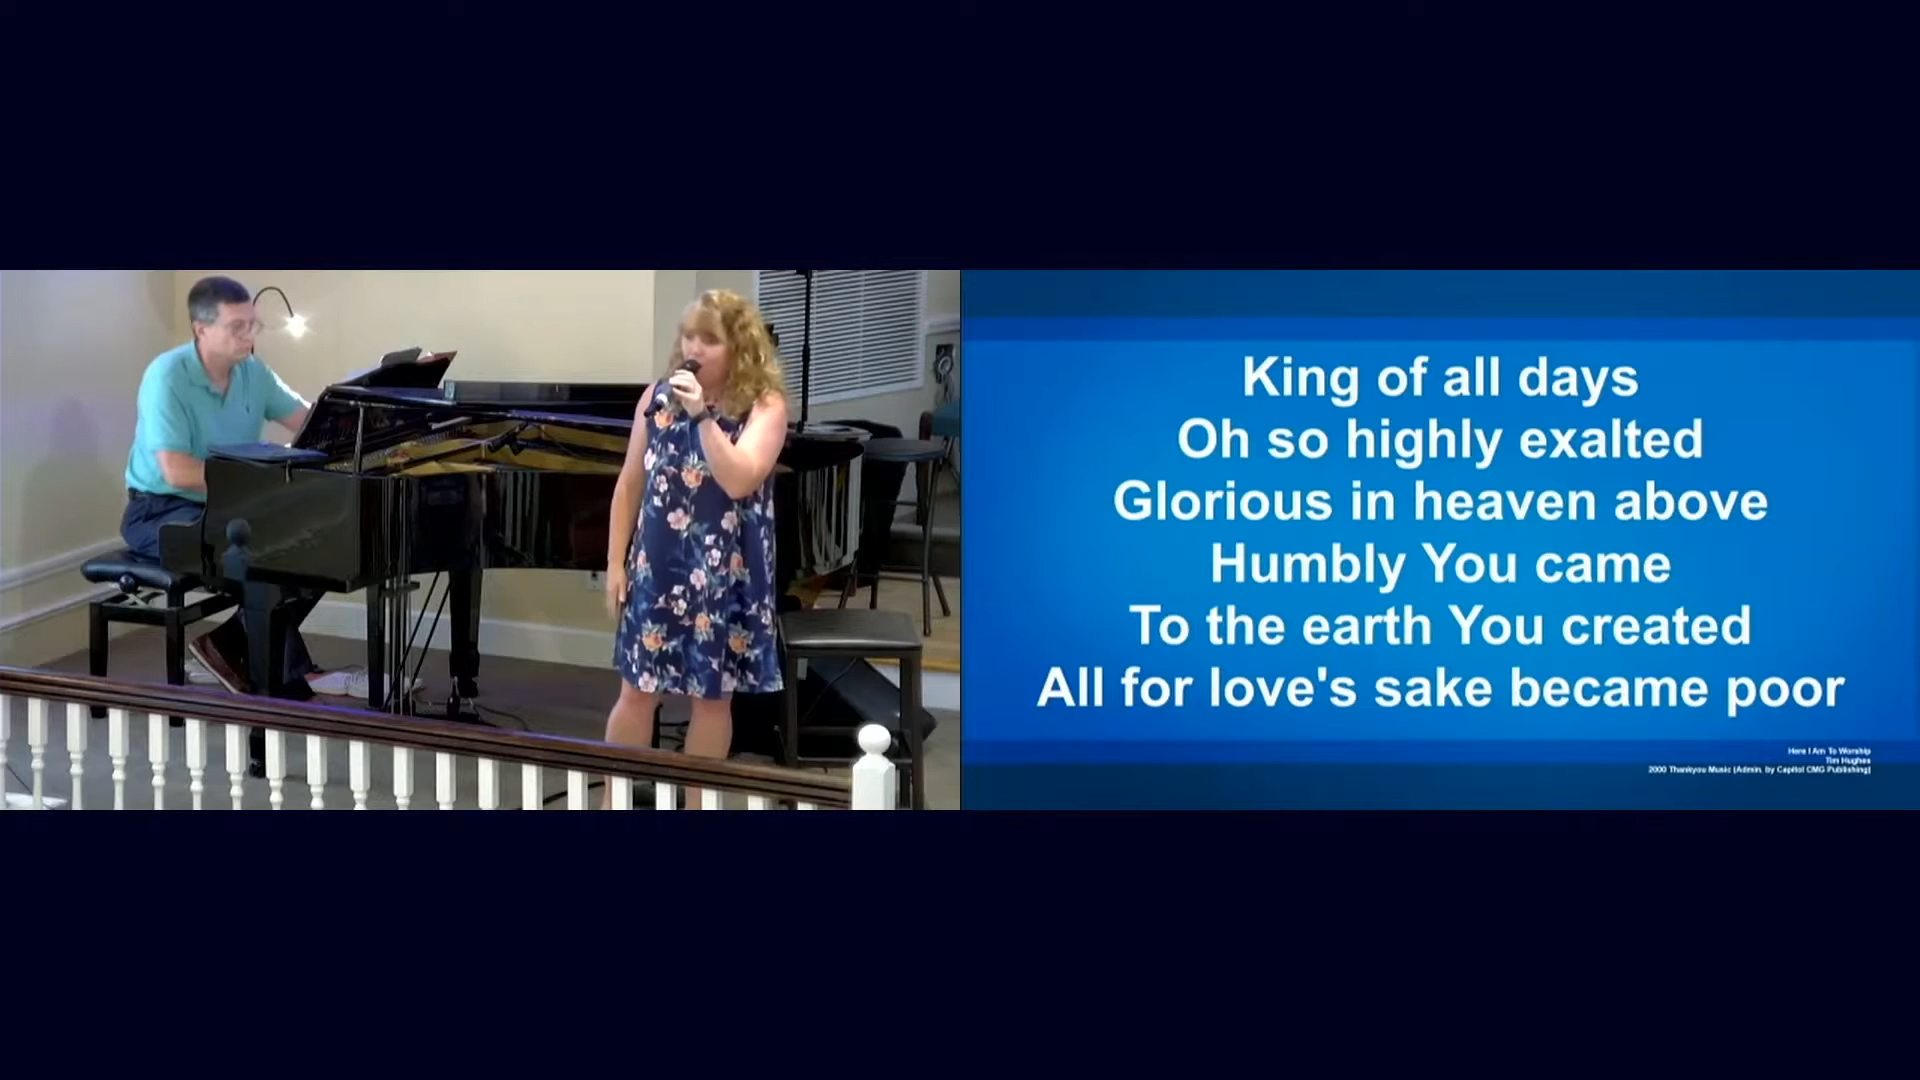 King of all days
Oh so highly exalted
Glorious in heaven above
Humbly You came
To the earth You created
All for love's sake became poor
Here I Am To Worship
Tim Hughes
2000 Thankyou Music (Admin. by Capitol CMG Publishing)